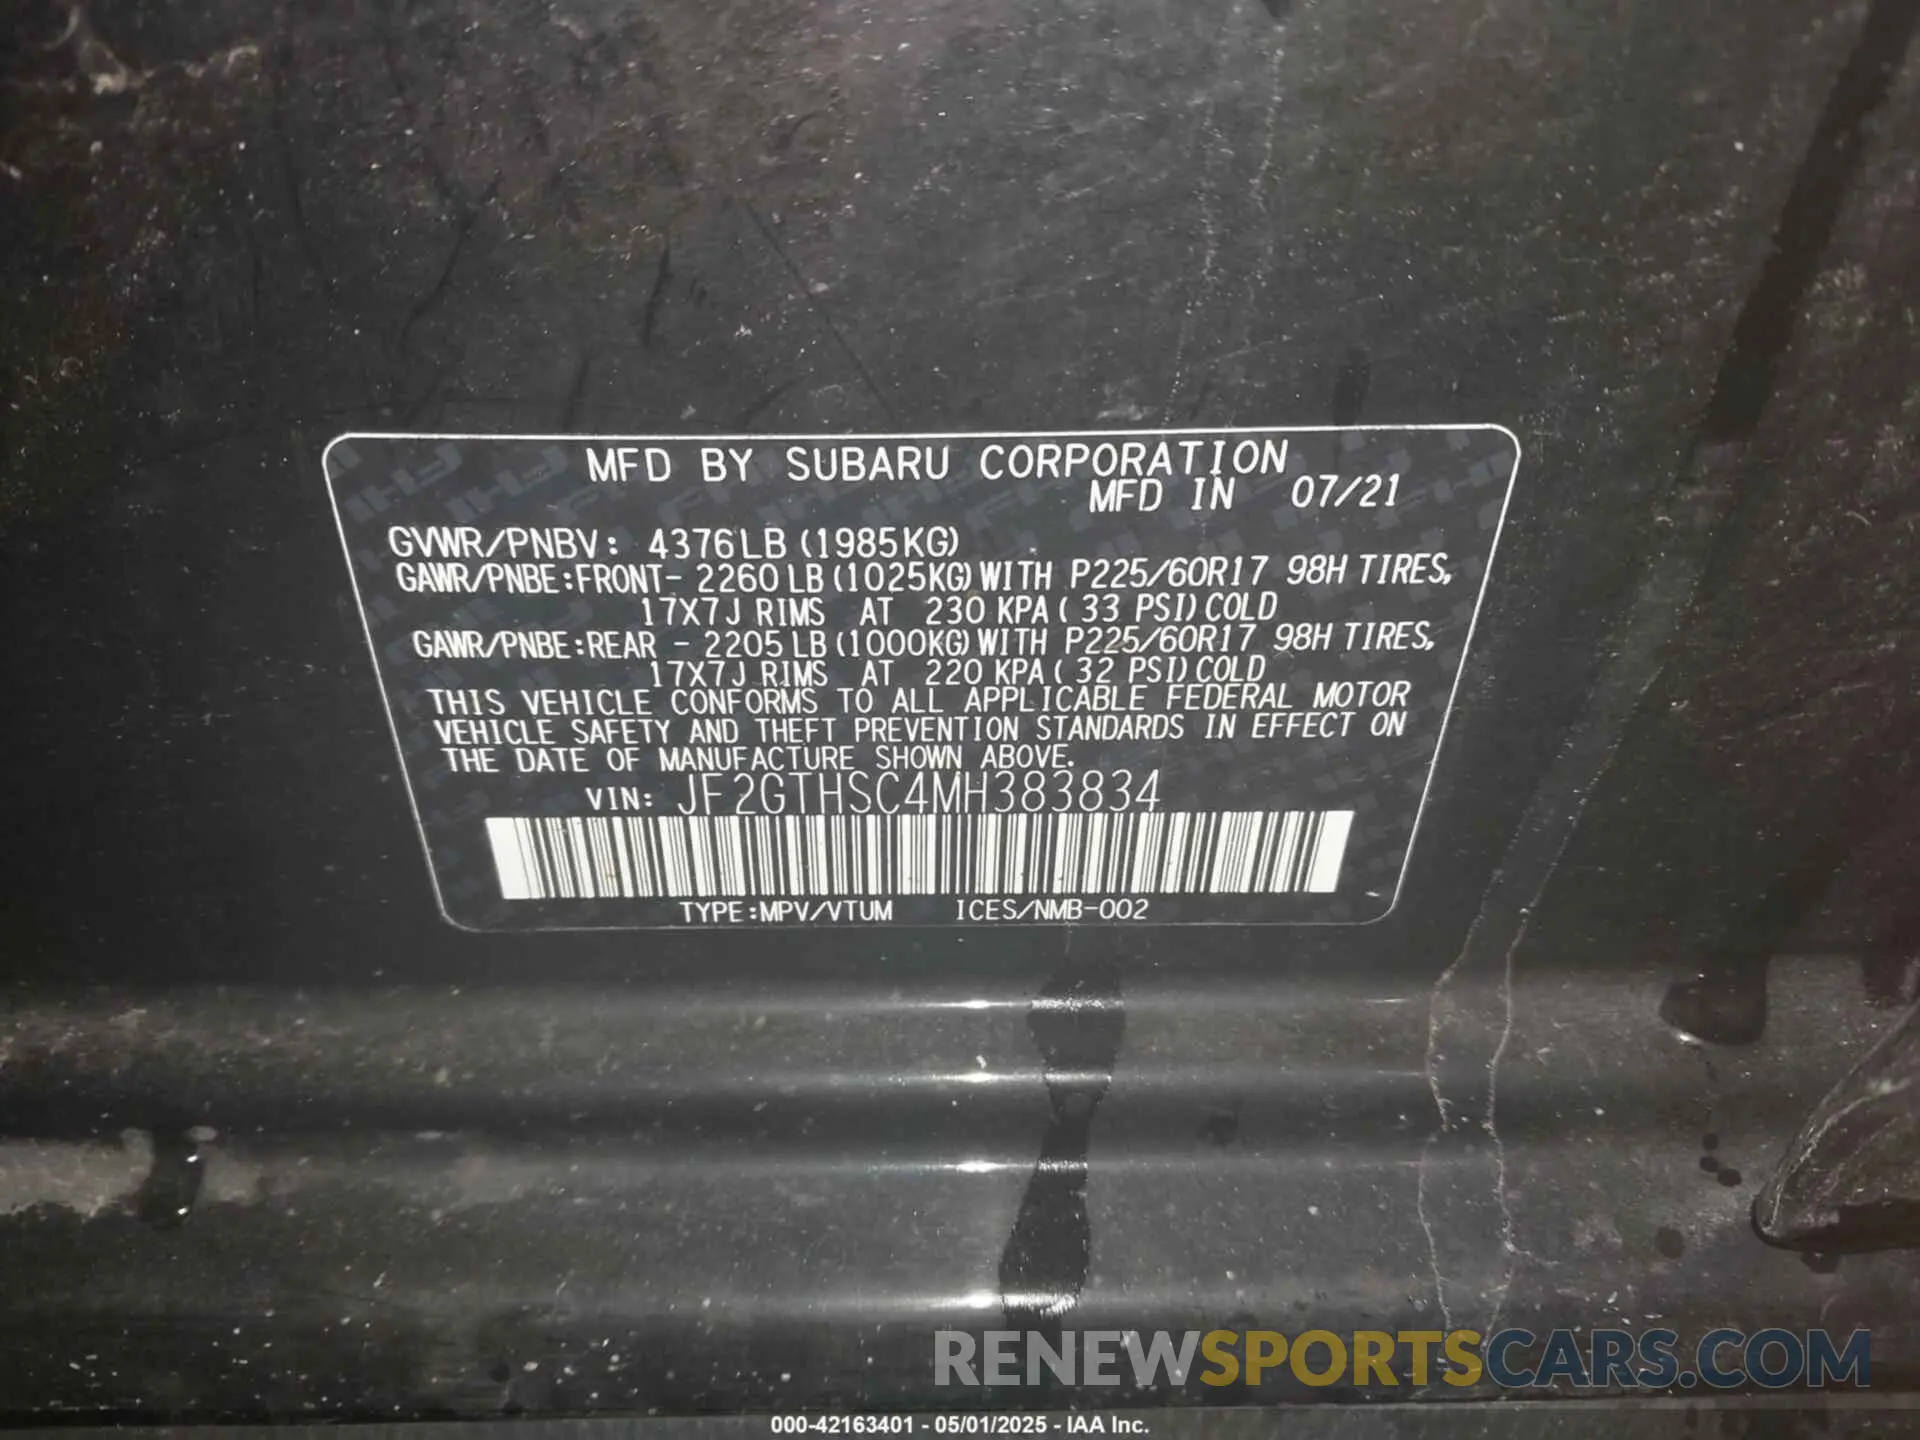 MFD BY SUBARU CORPORATION
MFD IN 07/21
GVWR/PNBV: 4376LB (1985KG)
GAWR/PNBE:FRONT- 2260 LB (1025KG) WITH P225/60R17 98H TIRES,
17X7J RIMS AT 230 KPA ( 33 PSI) COLD
GAWR/PNBE:REAR - 2205 LB (1000KG) WITH P225/60R17 98H TIRES,
17X7J RIMS AT 220 KPA ( 32 PSI) COLD
THIS VEHICLE CONFORMS TO ALL APPLICABLE FEDERAL MOTOR
VEHICLE SAFETY AND THEFT PREVENTION STANDARDS IN EFFECT ON
THE DATE OF MANUFACTURE SHOWN ABOVE.
VIN: JF2GTHSC4MH383834
TYPE:MPV/VTUM ICES/NMB-002
RENEWSPORTSCARS.COM
000-42163401 - 05/01/2025 - IAA Inc.